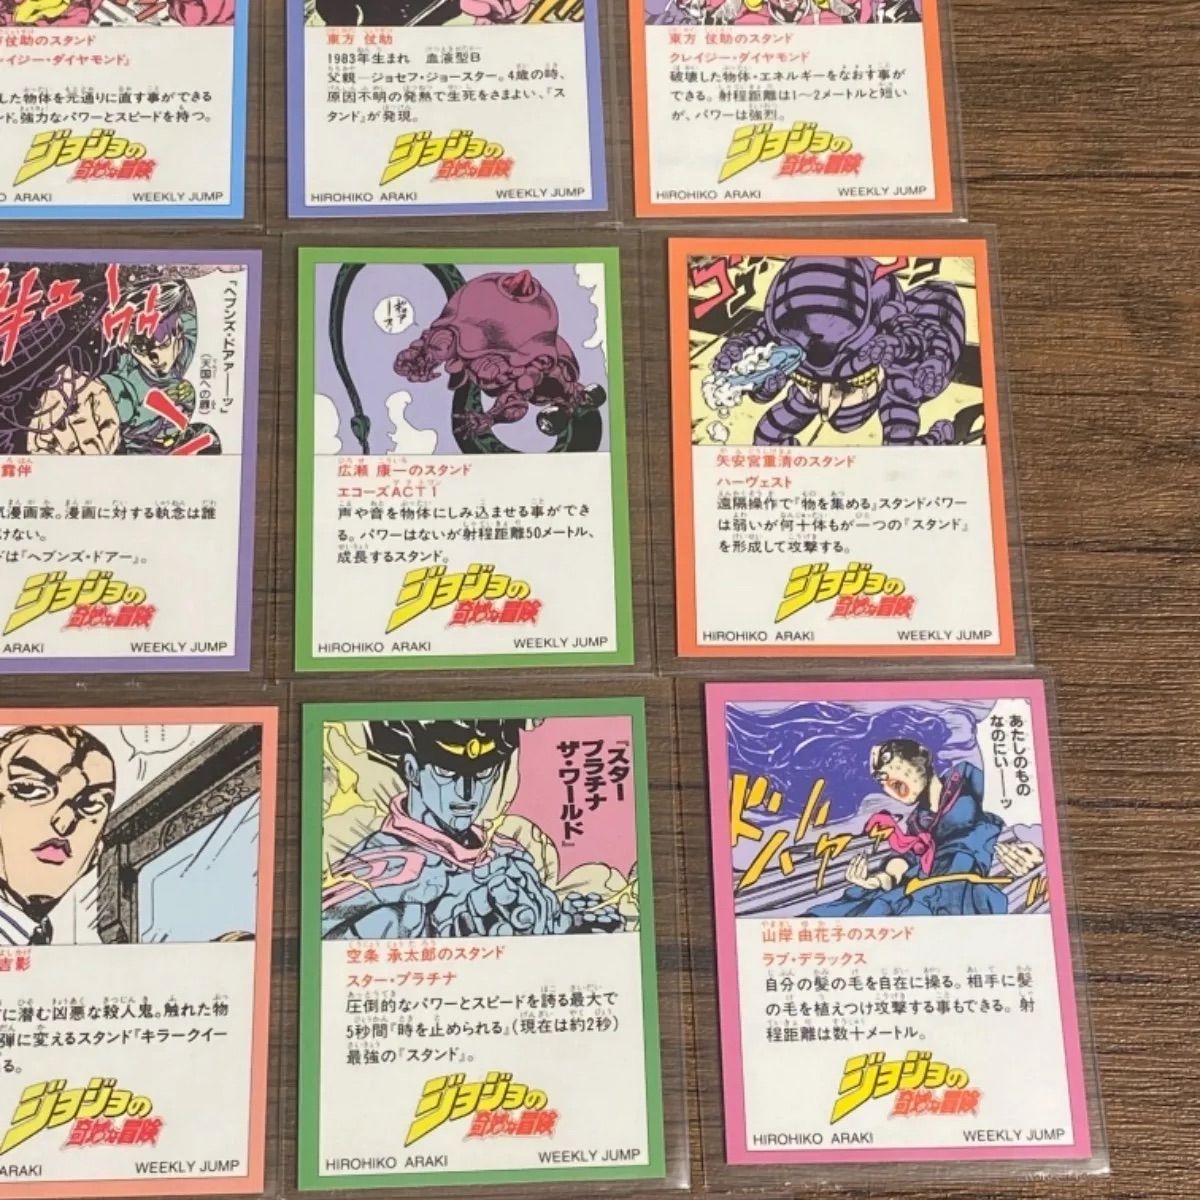 方仗助のスタンド
レイジー・ダイヤモンド』
した物体を元通りに直す事ができる
ンド。強力なパワーとスピードを持つ。
ジョジョの
奇妙な冒険
O ARAKI WEEKLY JUMP
東方 仗助
1983年生まれ 血液型B
父親―ジョセフ・ジョースター。4歳の時、
原因不明の発熱で生死をさまよい、『ス
タンド』が発現。
ジョジョの
奇妙な冒険
HIROHIKO ARAKI WEEKLY JUMP
東方 仗助のスタンド
クレイジー・ダイヤモンド
破壊した物体・エネルギーをなおす事が
できる。射程距離は1〜2メートルと短い
が、パワーは強烈。
ジョジョの
奇妙な冒険
HIROHIKO ARAKI WEEKLY JUMP
『ヘブンズ・ドアァーーッ』
(天国への扉)
露伴
気漫画家。漫画に対する執念は誰
けない。
ドは『ヘブンズ・ドアー』。
ジョジョの
奇妙な冒険
ARAKI WEEKLY JUMP
広瀬 康一のスタンド
エコーズACT1
声や音を物体にしみ込ませる事ができ
る。パワーはないが射程距離50メートル、
成長するスタンド。
ジョジョの
奇妙な冒険
HIROHIKO ARAKI WEEKLY JUMP
矢安宮重清のスタンド
ハーヴェスト
遠隔操作で『物を集める』スタンドパワー
は弱いが何十体もが一つの『スタンド』
を形成して攻撃する。
ジョジョの
奇妙な冒険
HIROHIKO ARAKI WEEKLY JUMP
吉影
に潜む凶悪な殺人鬼。触れた物
弾に変えるスタンド『キラークイー
る。
ジョジョの
奇妙な冒険
ARAKI WEEKLY JUMP
『スター
プラチナ
ザ・ワールド』
空条 承太郎のスタンド
スター・プラチナ
圧倒的なパワーとスピードを誇る最大で
5秒間『時を止められる』(現在は約2秒)
最強の『スタンド』。
ジョジョの
奇妙な冒険
HIROHIKO ARAKI WEEKLY JUMP
あたしのもの
なのにぃーーッ
山岸 由花子のスタンド
ラブ・デラックス
自分の髪の毛を自在に操る。相手に髪
の毛を植えつけ攻撃する事もできる。射
程距離は数十メートル。
ジョジョの
奇妙な冒険
HIROHIKO ARAKI WEEKLY JUMP